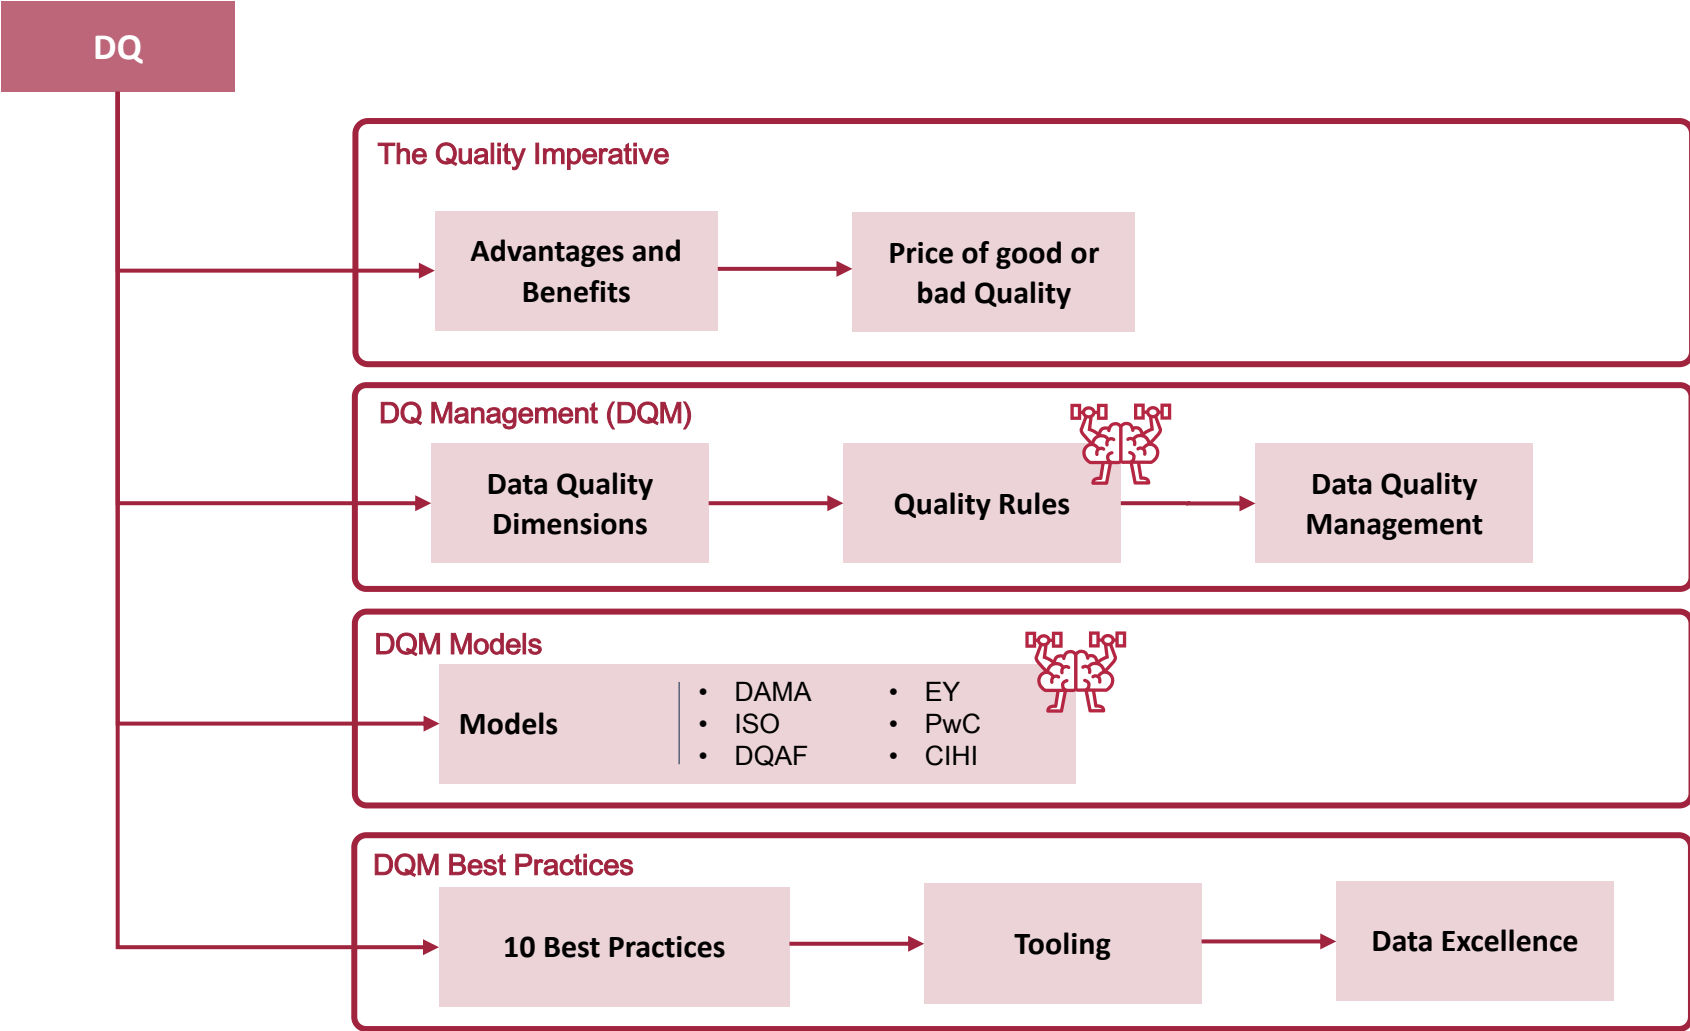 DQ
The Quality Imperative
Advantages and
Benefits
Price of good or
bad Quality
DQ Management (DQM)
Data Quality
Dimensions
Quality Rules
Data Quality
Management
DQM Models
Models
• DAMA
• ISO
• DQAF
• EY
• PwC
• CIHI
DQM Best Practices
10 Best Practices
Tooling
Data Excellence